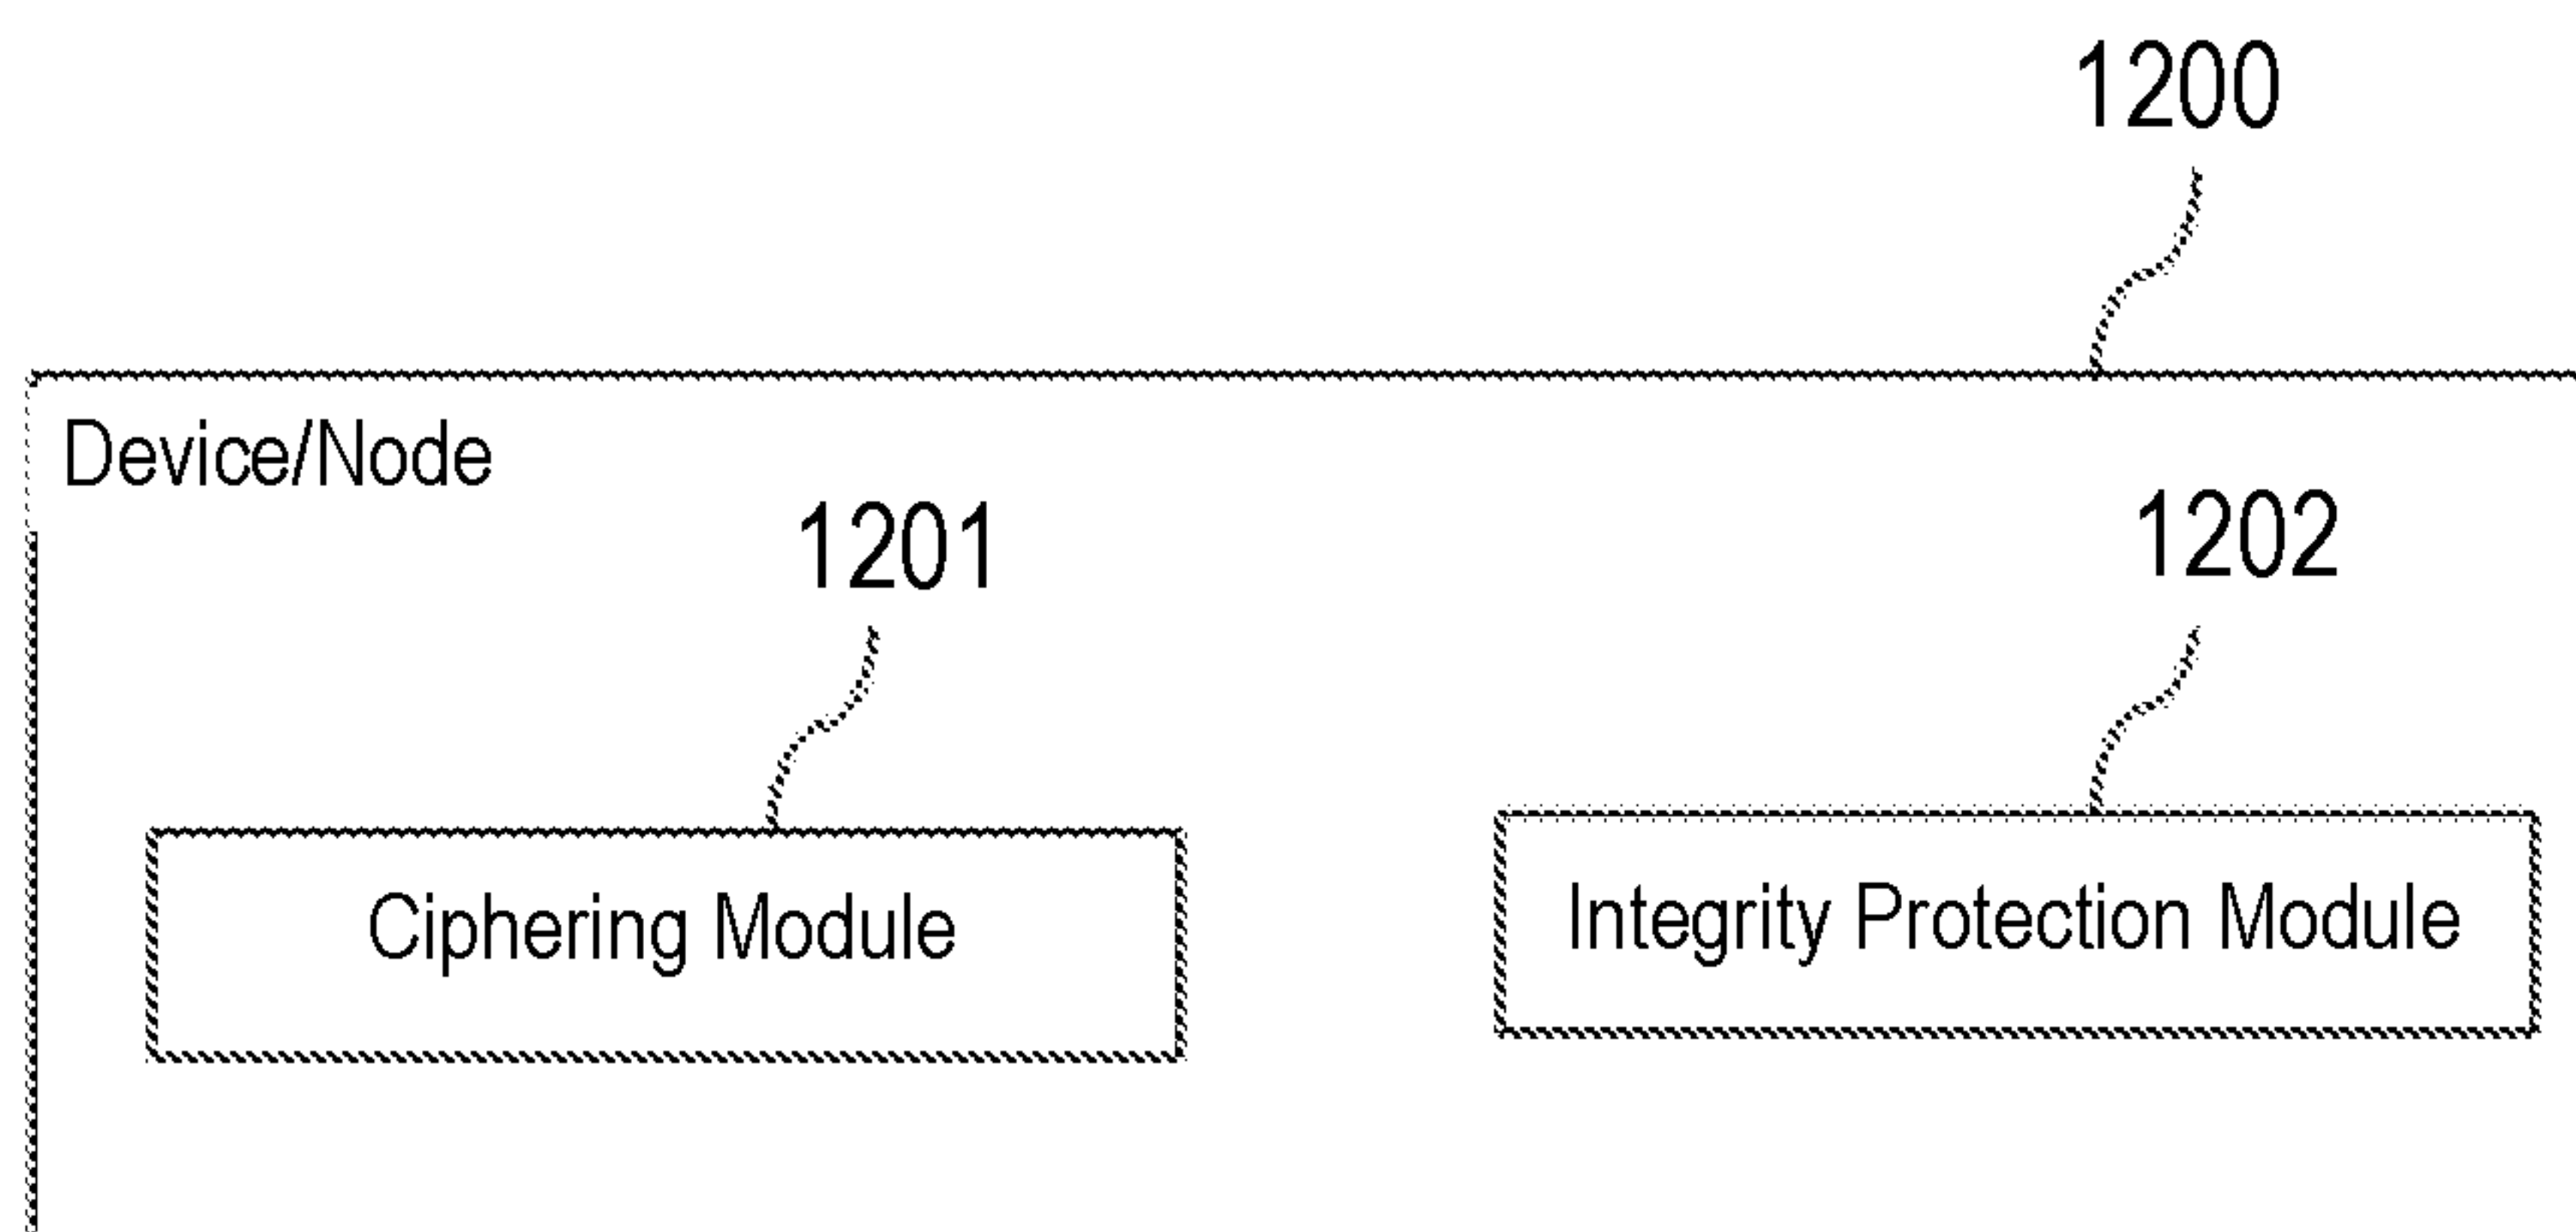 1200
Device/Node
1201
1202
Ciphering Module
Integrity Protection Module